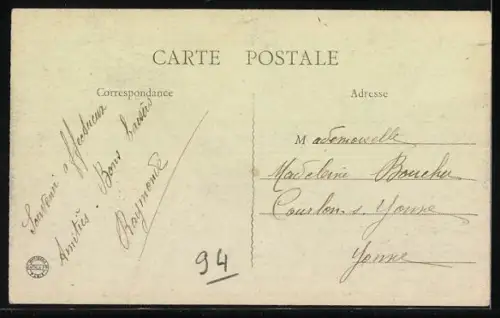 CARTE POSTALE
Correspondance
Adresse
Souvenir affectueux
Amitiés. Bons baisers
Raymonde
Mademoiselle
Madeleine Boucher
Courlon s. Yonne
Yonne
94